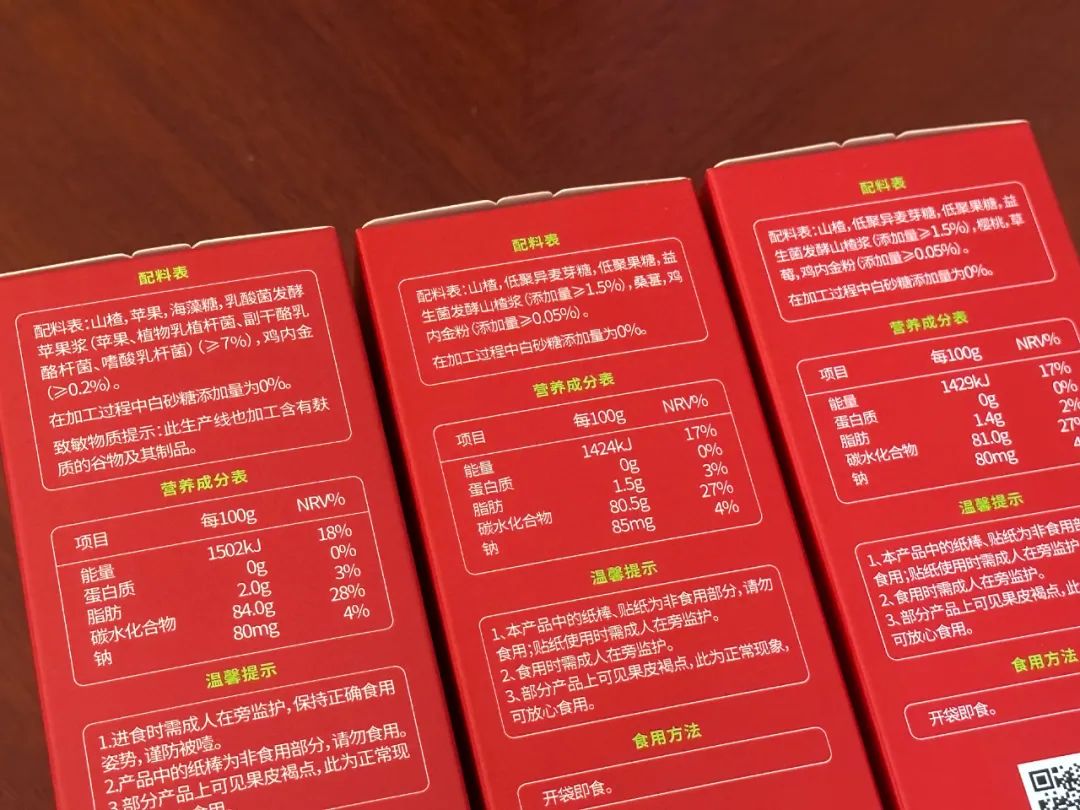 配料表
配料表：山楂，苹果，海藻糖，乳酸菌发酵
苹果浆（苹果、植物乳植杆菌、副干酪乳
酪杆菌、嗜酸乳杆菌）（≥7%），鸡内金
（≥0.2%）。
在加工过程中白砂糖添加量为0%。
致敏物质提示：此生产线也加工含有麸
质的谷物及其制品。
营养成分表
项目 每100g NRV%
能量 1502kJ 18%
蛋白质 0g 0%
脂肪 2.0g 3%
碳水化合物 84.0g 28%
钠 80mg 4%
温馨提示
1.进食时需成人在旁监护，保持正确食用
姿势，谨防被噎。
2.产品中的纸棒为非食用部分，请勿食用。
3.部分产品上可见果皮褐点，此为正常现
食用。
配料表
配料表：山楂，低聚异麦芽糖，低聚果糖，益
生菌发酵山楂浆（添加量≥1.5%），桑葚，鸡
内金粉（添加量≥0.05%）。
在加工过程中白砂糖添加量为0%。
营养成分表
项目 每100g NRV%
能量 1424kJ 17%
蛋白质 0g 0%
脂肪 1.5g 3%
碳水化合物 80.5g 27%
钠 85mg 4%
温馨提示
1、本产品中的纸棒、贴纸为非食用部分，请勿
食用；贴纸使用时需成人在旁监护。
2、食用时需成人在旁监护。
3、部分产品上可见果皮褐点，此为正常现象，
可放心食用。
食用方法
开袋即食。
配料表
配料表：山楂，低聚异麦芽糖，低聚果糖，益
生菌发酵山楂浆（添加量≥1.5%），樱桃，草
莓，鸡内金粉（添加量≥0.05%）。
在加工过程中白砂糖添加量为0%。
营养成分表
项目 每100g NRV%
能量 1429kJ 17%
蛋白质 0g 0%
脂肪 1.4g 2%
碳水化合物 81.0g 27%
钠 80mg
温馨提示
1、本产品中的纸棒、贴纸为非食用部
食用；贴纸使用时需成人在旁监护。
2、食用时需成人在旁监护。
3、部分产品上可见果皮褐点，此
可放心食用。
食用方法
开袋即食。